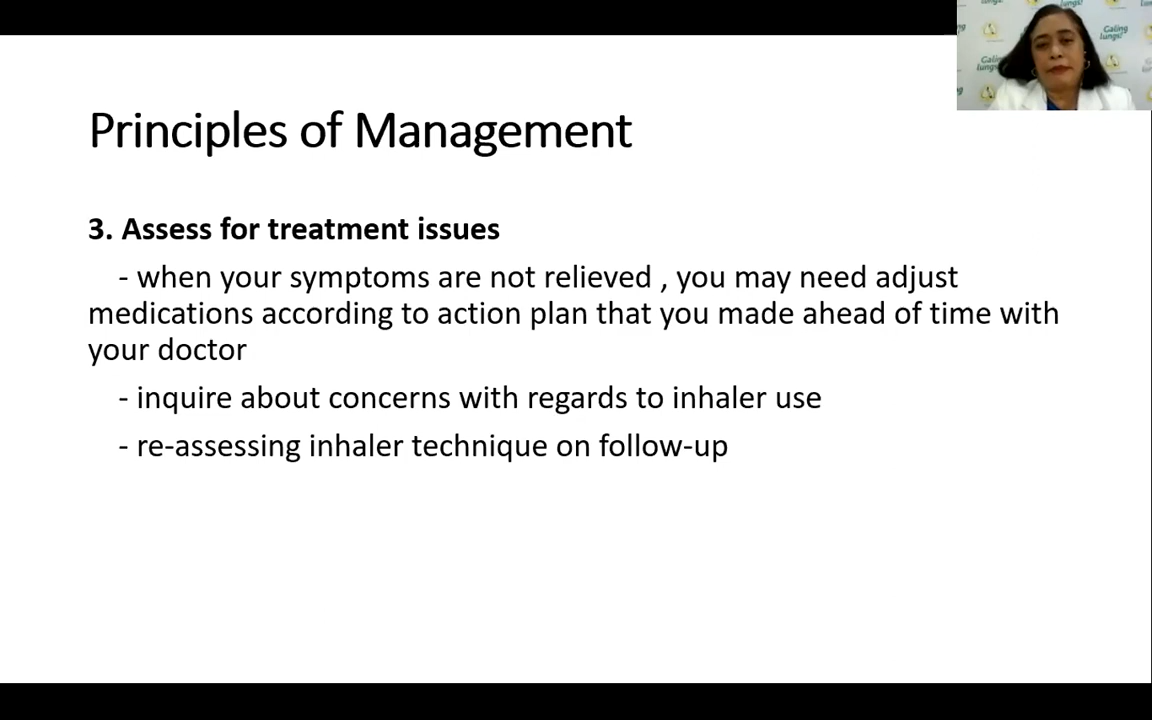 Galing
lungs!
Principles of Management
3. Assess for treatment issues
- when your symptoms are not relieved , you may need adjust
medications according to action plan that you made ahead of time with
your doctor
- inquire about concerns with regards to inhaler use
- re-assessing inhaler technique on follow-up